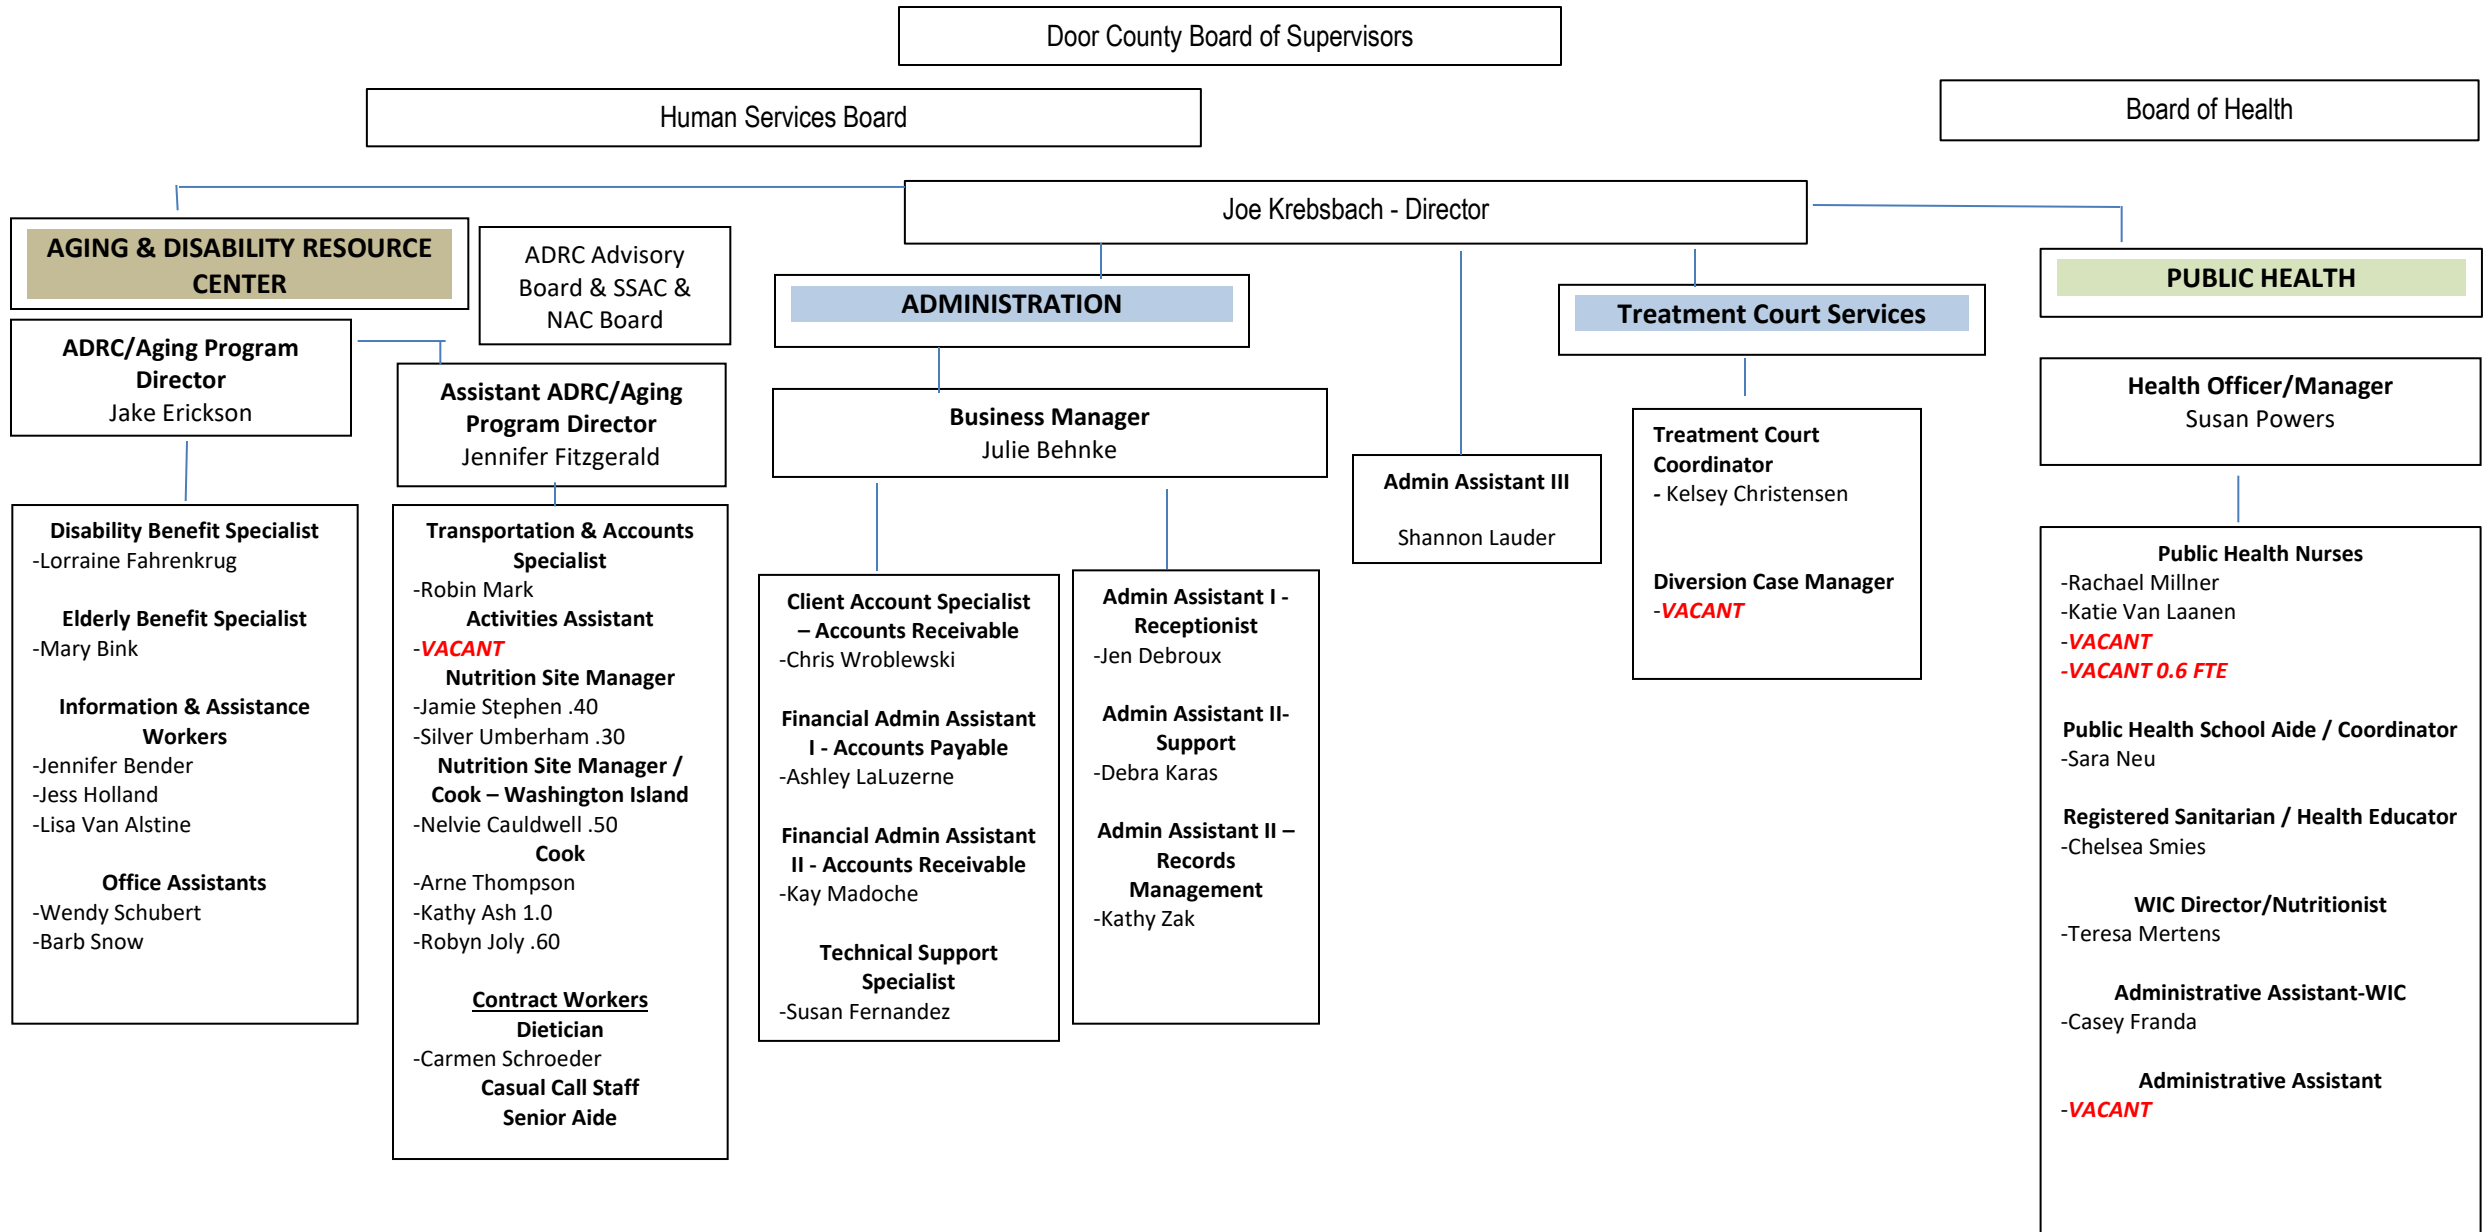 Door County Board of Supervisors
Human Services Board
Board of Health
Joe Krebsbach - Director
AGING & DISABILITY RESOURCE
CENTER
ADRC Advisory
Board & SSAC &
NAC Board
ADRC/Aging Program
Director
Jake Erickson
Assistant ADRC/Aging
Program Director
Jennifer Fitzgerald
Disability Benefit Specialist
-Lorraine Fahrenkrug
Elderly Benefit Specialist
-Mary Bink
Information & Assistance
Workers
-Jennifer Bender
-Jess Holland
-Lisa Van Alstine
Office Assistants
-Wendy Schubert
-Barb Snow
Transportation & Accounts
Specialist
-Robin Mark
Activities Assistant
-VACANT
Nutrition Site Manager
-Jamie Stephen .40
-Silver Umberham .30
Nutrition Site Manager /
Cook – Washington Island
-Nelvie Cauldwell .50
Cook
-Arne Thompson
-Kathy Ash 1.0
-Robyn Joly .60
Contract Workers
Dietician
-Carmen Schroeder
Casual Call Staff
Senior Aide
ADMINISTRATION
Business Manager
Julie Behnke
Client Account Specialist
– Accounts Receivable
-Chris Wroblewski
Financial Admin Assistant
I - Accounts Payable
-Ashley LaLuzerne
Financial Admin Assistant
II - Accounts Receivable
-Kay Madoche
Technical Support
Specialist
-Susan Fernandez
Admin Assistant I -
Receptionist
-Jen Debroux
Admin Assistant II-
Support
-Debra Karas
Admin Assistant II –
Records
Management
-Kathy Zak
Admin Assistant III
Shannon Lauder
Treatment Court Services
Treatment Court
Coordinator
- Kelsey Christensen
Diversion Case Manager
-VACANT
PUBLIC HEALTH
Health Officer/Manager
Susan Powers
Public Health Nurses
-Rachael Millner
-Katie Van Laanen
-VACANT
-VACANT 0.6 FTE
Public Health School Aide / Coordinator
-Sara Neu
Registered Sanitarian / Health Educator
-Chelsea Smies
WIC Director/Nutritionist
-Teresa Mertens
Administrative Assistant-WIC
-Casey Franda
Administrative Assistant
-VACANT